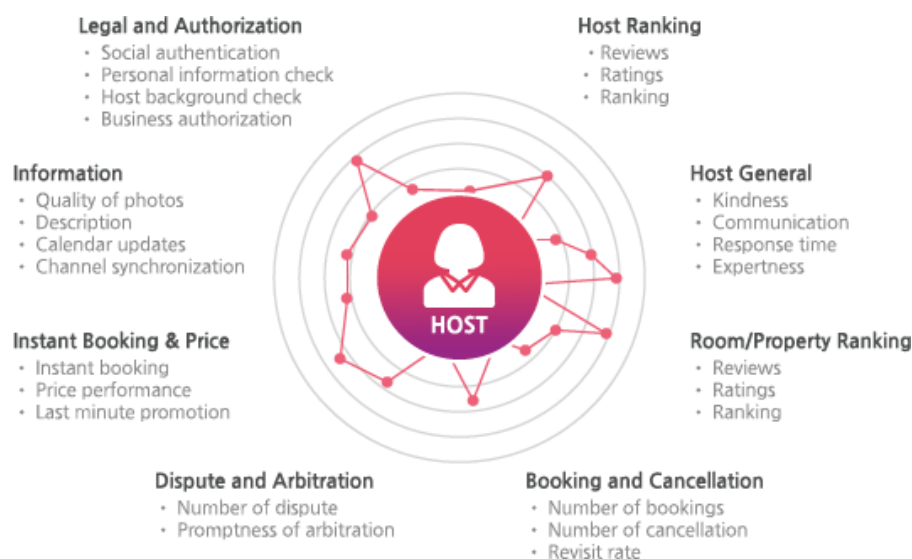 Legal and Authorization
· Social authentication
· Personal information check
· Host background check
· Business authorization
Host Ranking
· Reviews
· Ratings
· Ranking
Information
· Quality of photos
· Description
· Calendar updates
· Channel synchronization
Host General
· Kindness
· Communication
· Response time
· Expertness
HOST
Instant Booking & Price
· Instant booking
· Price performance
· Last minute promotion
Room/Property Ranking
· Reviews
· Ratings
· Ranking
Dispute and Arbitration
· Number of dispute
· Promptness of arbitration
Booking and Cancellation
· Number of bookings
· Number of cancellation
· Revisit rate